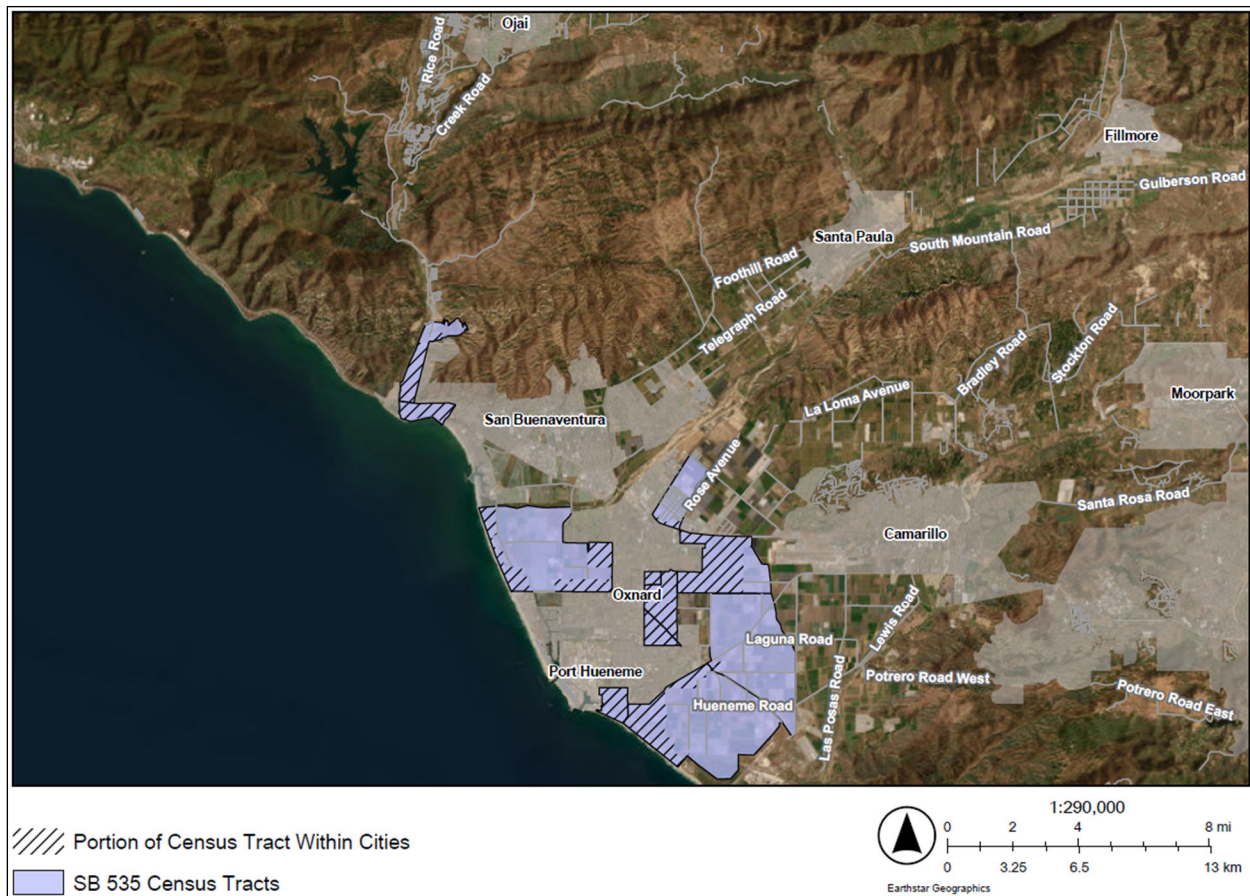 Ojai
Rice Road
Creek Road
Fillmore
Guiberson Road
Santa Paula
South Mountain Road
Foothill Road
Telegraph Road
Bradley Road
Stockton Road
La Loma Avenue
Moorpark
San Buenaventura
Rose Avenue
Santa Rosa Road
Camarillo
Oxnard
Lewis Road
Laguna Road
Port Hueneme
Potrero Road West
Las Posas Road
Potrero Road East
Hueneme Road
Portion of Census Tract Within Cities
SB 535 Census Tracts
1:290,000
0 2 4 8 mi
0 3.25 6.5 13 km
Earthstar Geographics